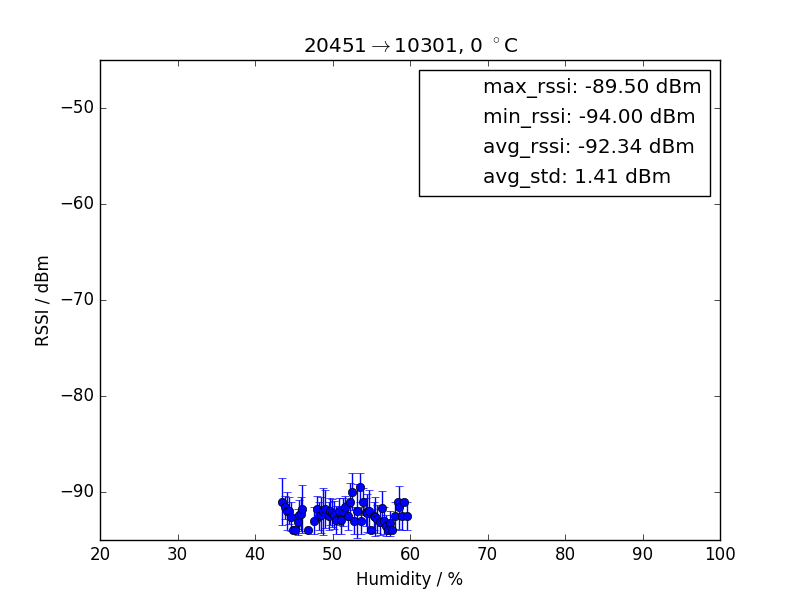 20451→10301, 0 °C
max_rssi: -89.50 dBm
min_rssi: -94.00 dBm
avg_rssi: -92.34 dBm
avg_std: 1.41 dBm
RSSI / dBm
−50
−60
−70
−80
−90
20 30 40 50 60 70 80 90 100
Humidity / %